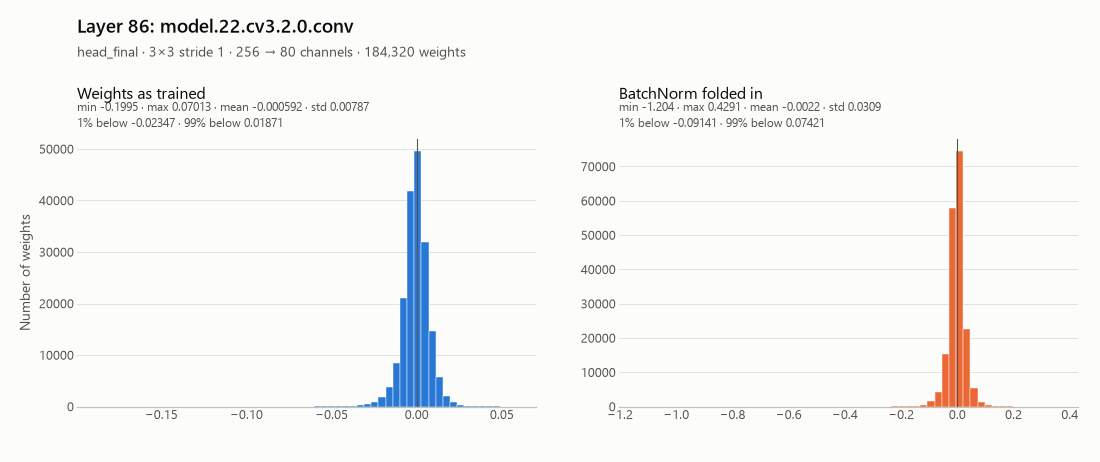 Layer 86: model.22.cv3.2.0.conv
head_final · 3×3 stride 1 · 256 → 80 channels · 184,320 weights
Weights as trained
min -0.1995 · max 0.07013 · mean -0.000592 · std 0.00787
1% below -0.02347 · 99% below 0.01871
BatchNorm folded in
min -1.204 · max 0.4291 · mean -0.0022 · std 0.0309
1% below -0.09141 · 99% below 0.07421
Number of weights
50000
40000
30000
20000
10000
0
−0.15 −0.10 −0.05 0.00 0.05
70000
60000
50000
40000
30000
20000
10000
0
−1.2 −1.0 −0.8 −0.6 −0.4 −0.2 0.0 0.2 0.4